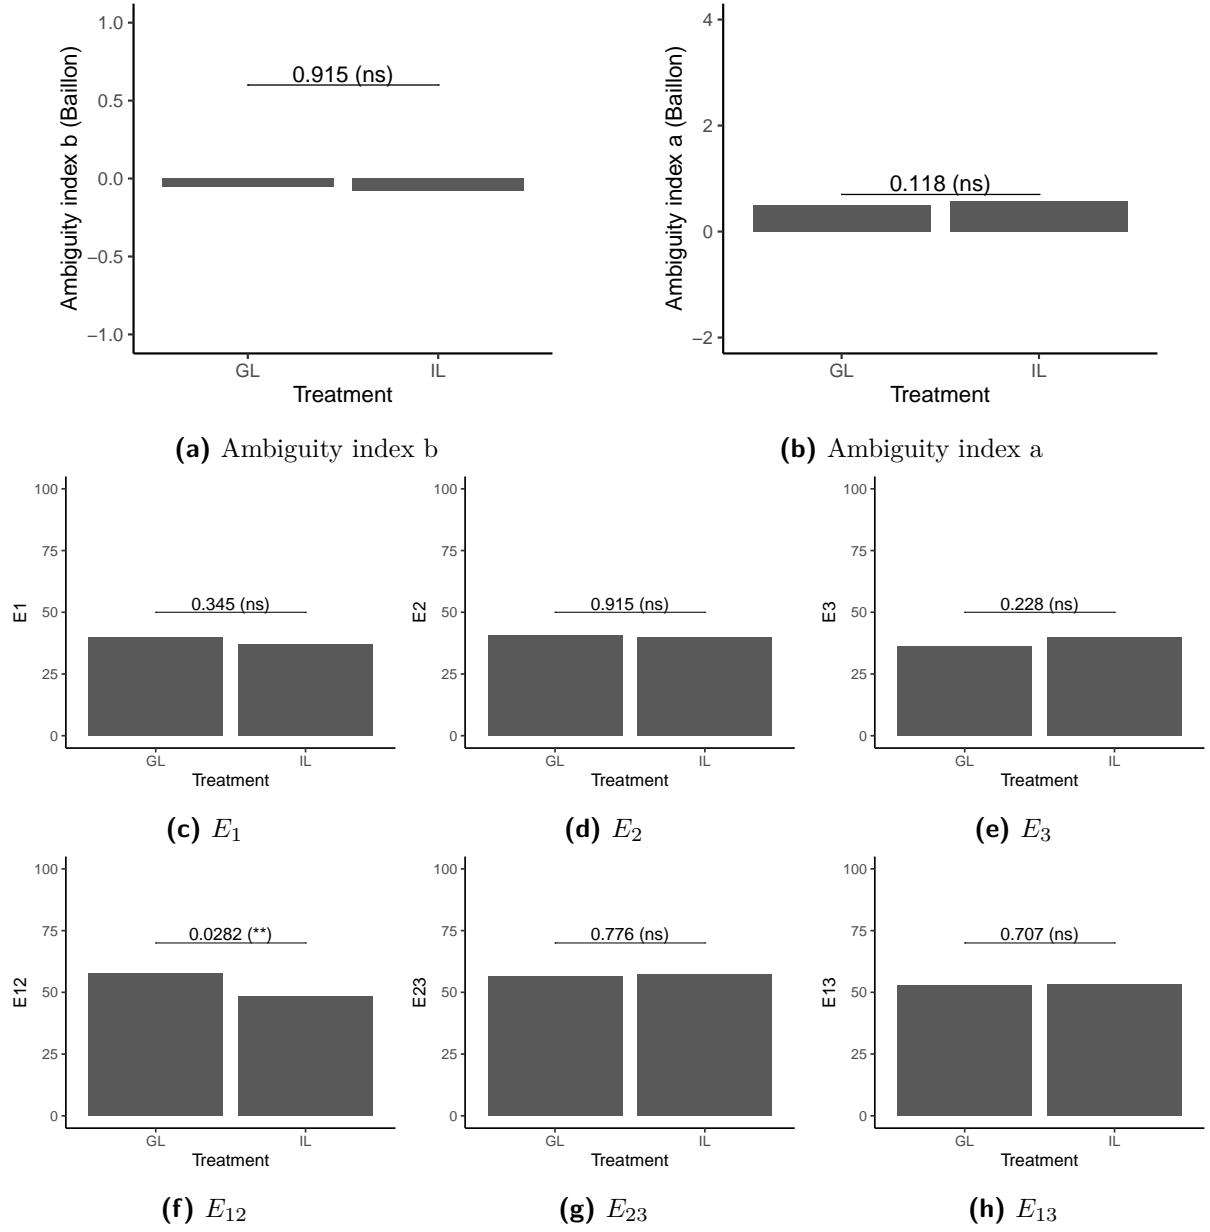 Ambiguity index b (Baillon)
1.0
0.5
0.0
−0.5
−1.0
0.915 (ns)
GL IL
Treatment
(a) Ambiguity index b
Ambiguity index a (Baillon)
4
2
0
−2
0.118 (ns)
GL IL
Treatment
(b) Ambiguity index a
E1
100
75
50
25
0
0.345 (ns)
GL IL
Treatment
(c) E1
E2
100
75
50
25
0
0.915 (ns)
GL IL
Treatment
(d) E2
E3
100
75
50
25
0
0.228 (ns)
GL IL
Treatment
(e) E3
E12
100
75
50
25
0
0.0282 (**)
GL IL
Treatment
(f) E12
E23
100
75
50
25
0
0.776 (ns)
GL IL
Treatment
(g) E23
E13
100
75
50
25
0
0.707 (ns)
GL IL
Treatment
(h) E13